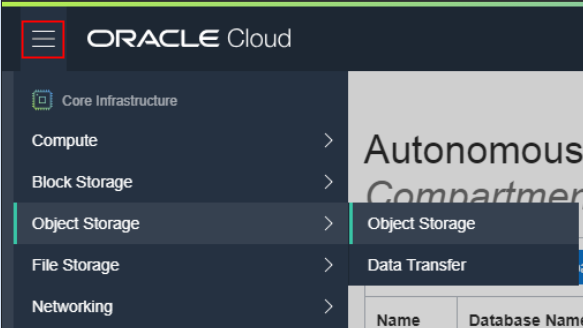 ORACLE Cloud
Core Infrastructure
Compute
Block Storage
Object Storage
File Storage
Networking
Object Storage
Data Transfer
Autonomous
Compartmen
Name Database Name